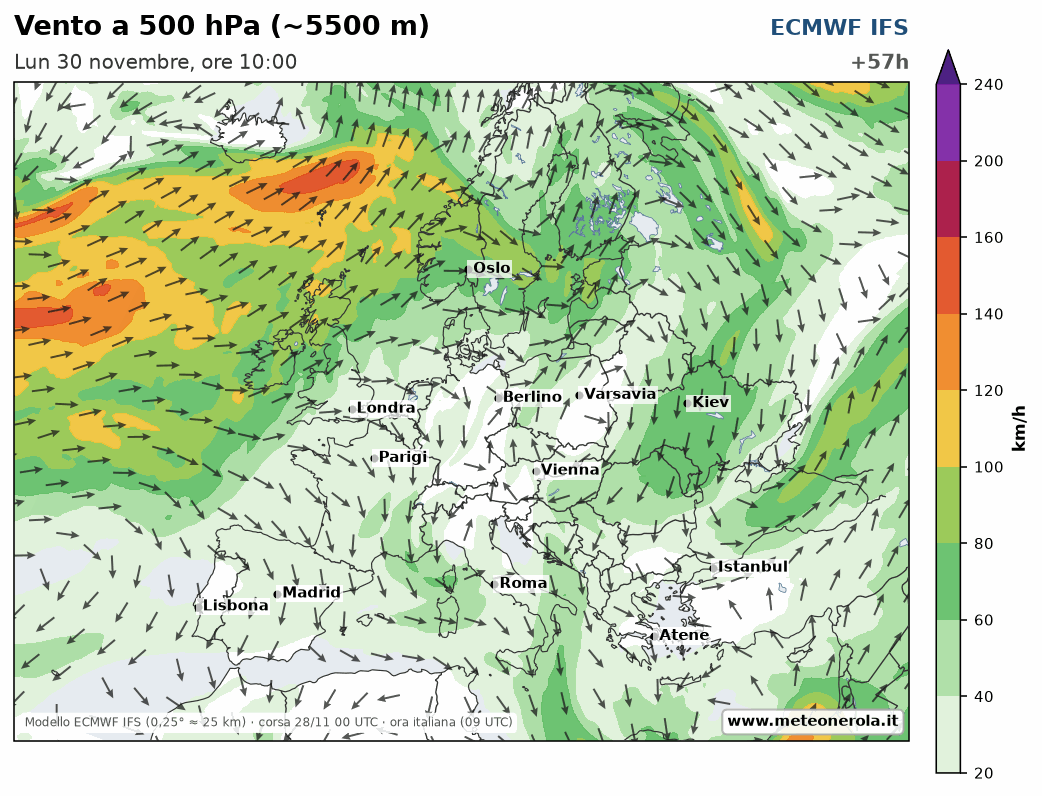 Vento a 500 hPa (~5500 m)
ECMWF IFS
Lun 30 novembre, ore 10:00
+57h
240
200
160
140
120
100
80
60
40
20
km/h
Oslo
Berlino
Varsavia
Kiev
Londra
Parigi
Vienna
Istanbul
Roma
Madrid
Lisbona
Atene
Modello ECMWF IFS (0,25° ≈ 25 km) · corsa 28/11 00 UTC · ora italiana (09 UTC)
www.meteonerola.it